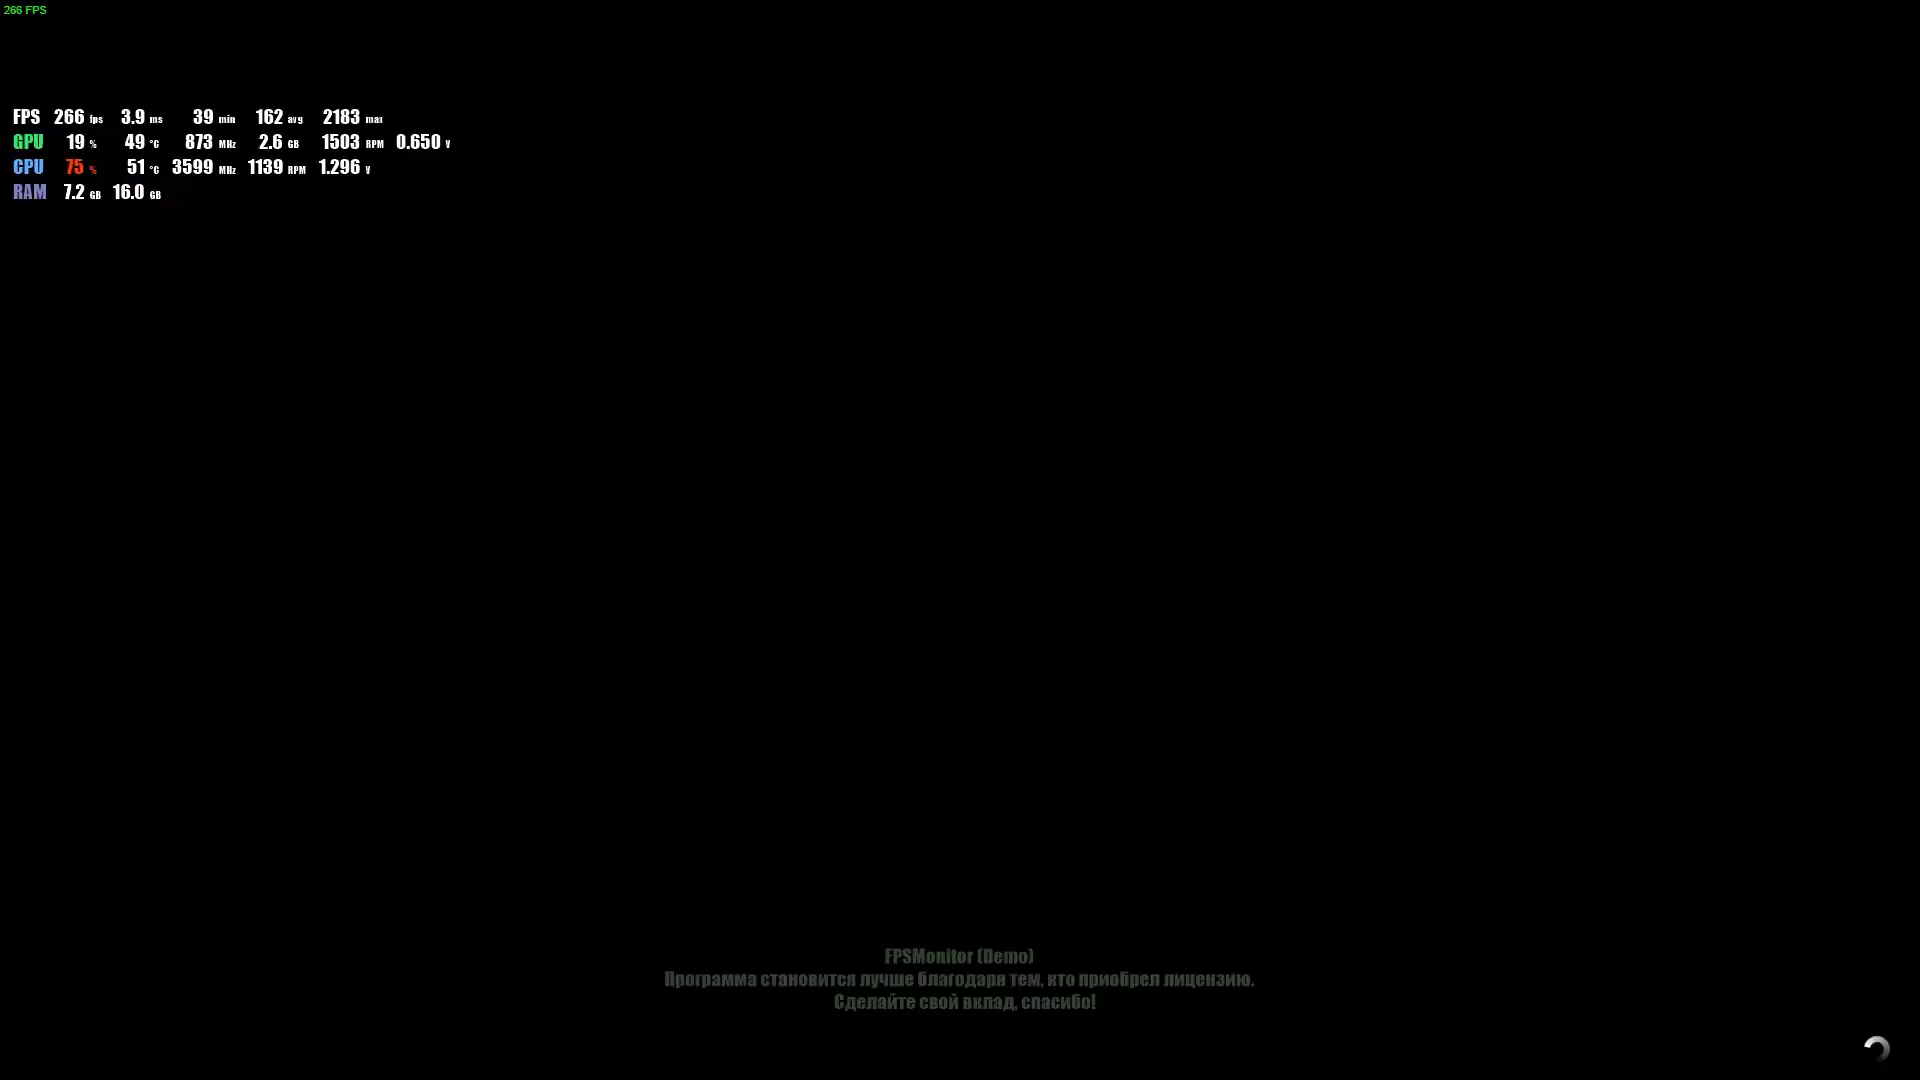 266 FPS
FPS 266 fps 3.9 ms 39 min 162 avg 2183 max
GPU 19 % 49 °C 873 MHz 2.6 GB 1503 RPM 0.650 V
CPU 75 % 51 °C 3599 MHz 1139 RPM 1.296 V
RAM 7.2 GB 16.0 GB
FPSMonitor (Demo)
Программа становится лучше благодаря тем, кто приобрел лицензию.
Сделайте свой вклад, спасибо!